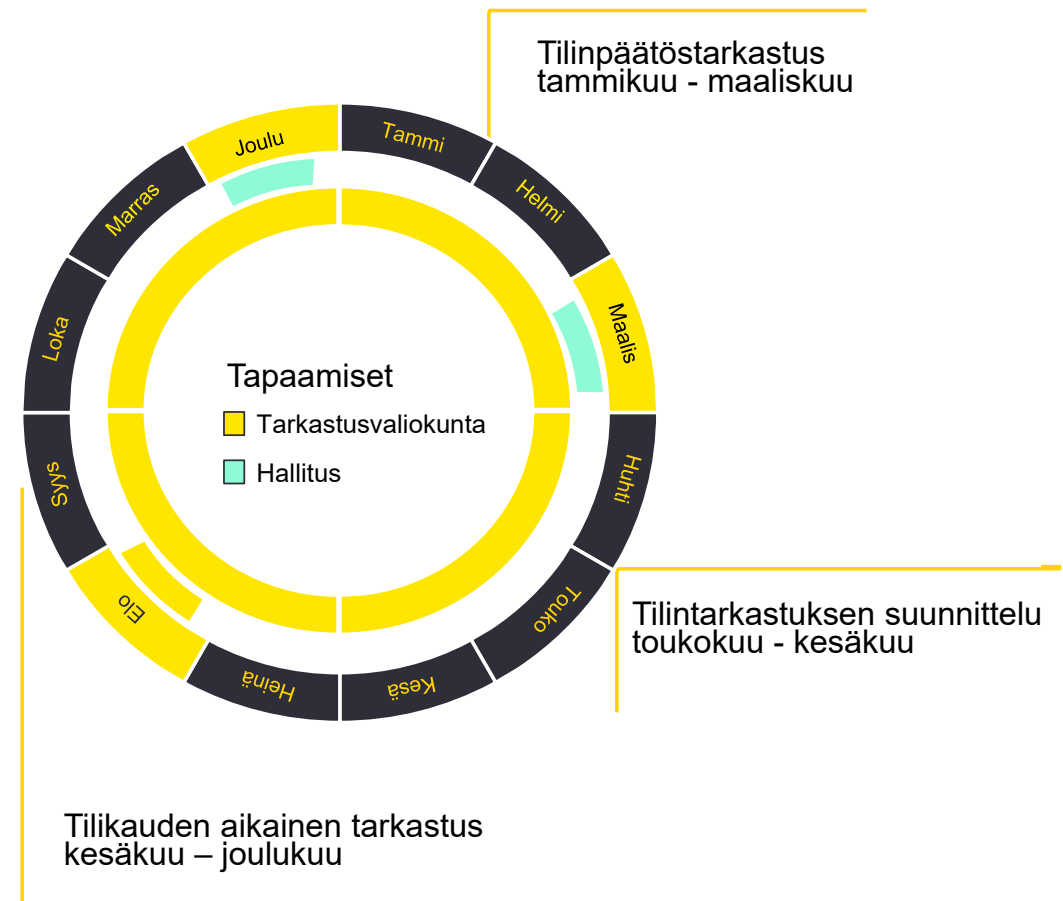 Tilinpäätöstarkastus
tammikuu - maaliskuu
Tammi
Helmi
Maalis
Huhti
Touko
Kesä
Heinä
Elo
Syys
Loka
Marras
Joulu
Tapaamiset
Tarkastusvaliokunta
Hallitus
Tilintarkastuksen suunnittelu
toukokuu - kesäkuu
Tilikauden aikainen tarkastus
kesäkuu – joulukuu